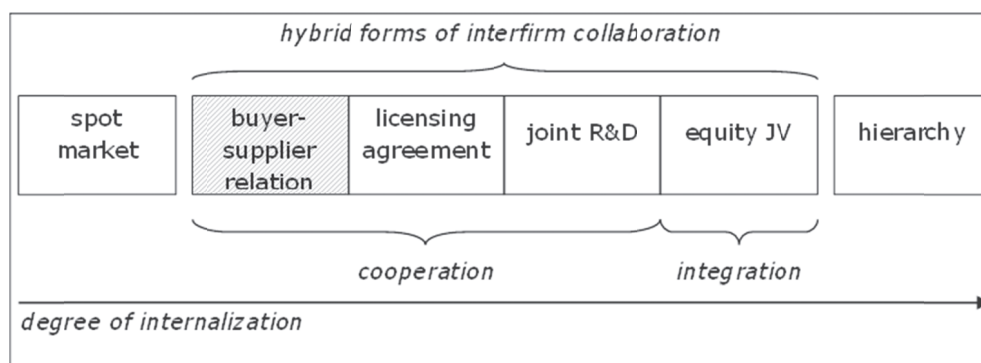 hybrid forms of interfirm collaboration
spot
market
buyer-
supplier
relation
licensing
agreement
joint R&D
equity JV
hierarchy
cooperation
integration
degree of internalization